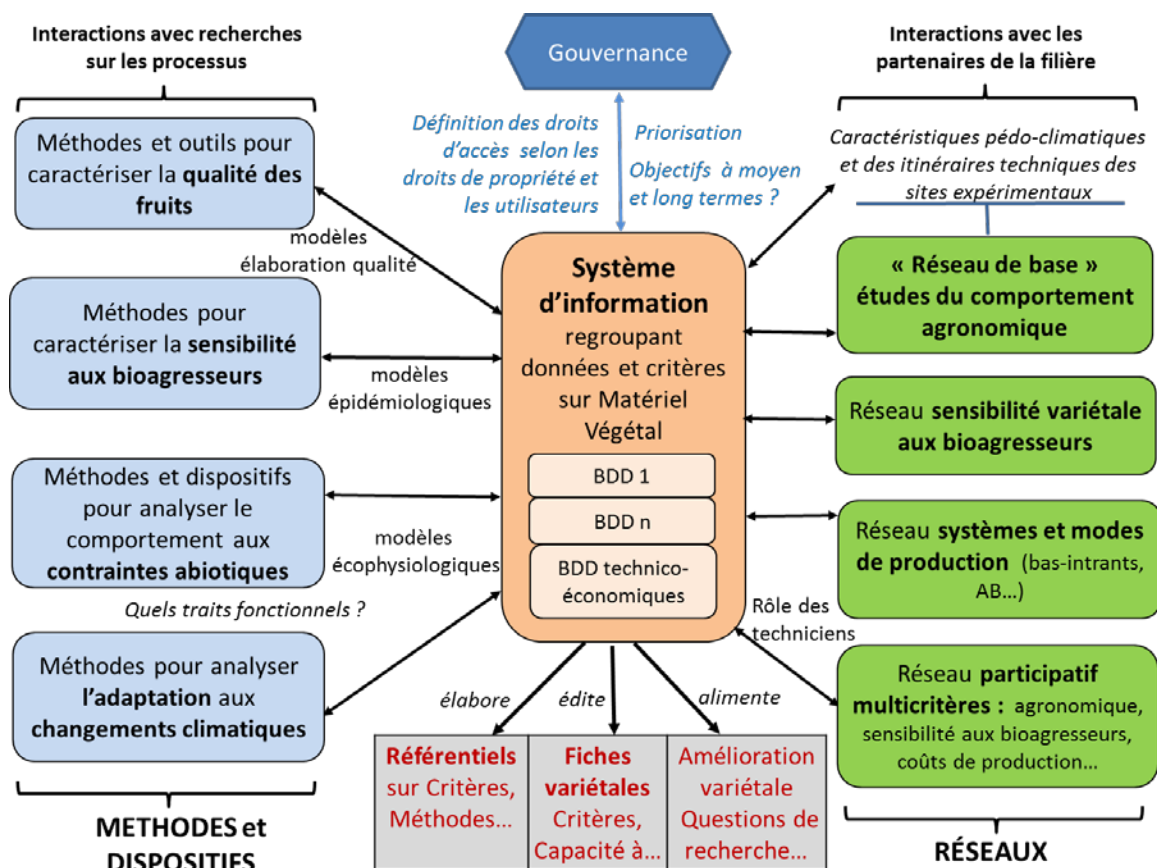 Interactions avec recherches
sur les processus
Méthodes et outils pour
caractériser la qualité des
fruits
modèles
élaboration qualité
Méthodes pour
caractériser la sensibilité
aux bioagresseurs
modèles
épidémiologiques
Méthodes et dispositifs
pour analyser le
comportement aux
contraintes abiotiques
modèles
écophysiologiques
Quels traits fonctionnels ?
Méthodes pour analyser
l'adaptation aux
changements climatiques
METHODES et
DISPOSITIFS
Gouvernance
Définition des droits
d'accès selon les
droits de propriété et
les utilisateurs
Priorisation
Objectifs à moyen
et long termes ?
Système
d'information
regroupant
données et critères
sur Matériel
Végétal
BDD 1
BDD n
BDD technico-
économiques
élabore
édite
alimente
Référentiels
sur Critères,
Méthodes...
Fiches
variétales
Critères,
Capacité à...
Amélioration
variétale
Questions de
recherche...
Interactions avec les
partenaires de la filière
Caractéristiques pédo-climatiques
et des itinéraires techniques des
sites expérimentaux
« Réseau de base »
études du comportement
agronomique
Réseau sensibilité variétale
aux bioagresseurs
Réseau systèmes et modes
de production (bas-intrants,
AB...)
Rôle des
techniciens
Réseau participatif
multicritères : agronomique,
sensibilité aux bioagresseurs,
coûts de production...
RÉSEAUX